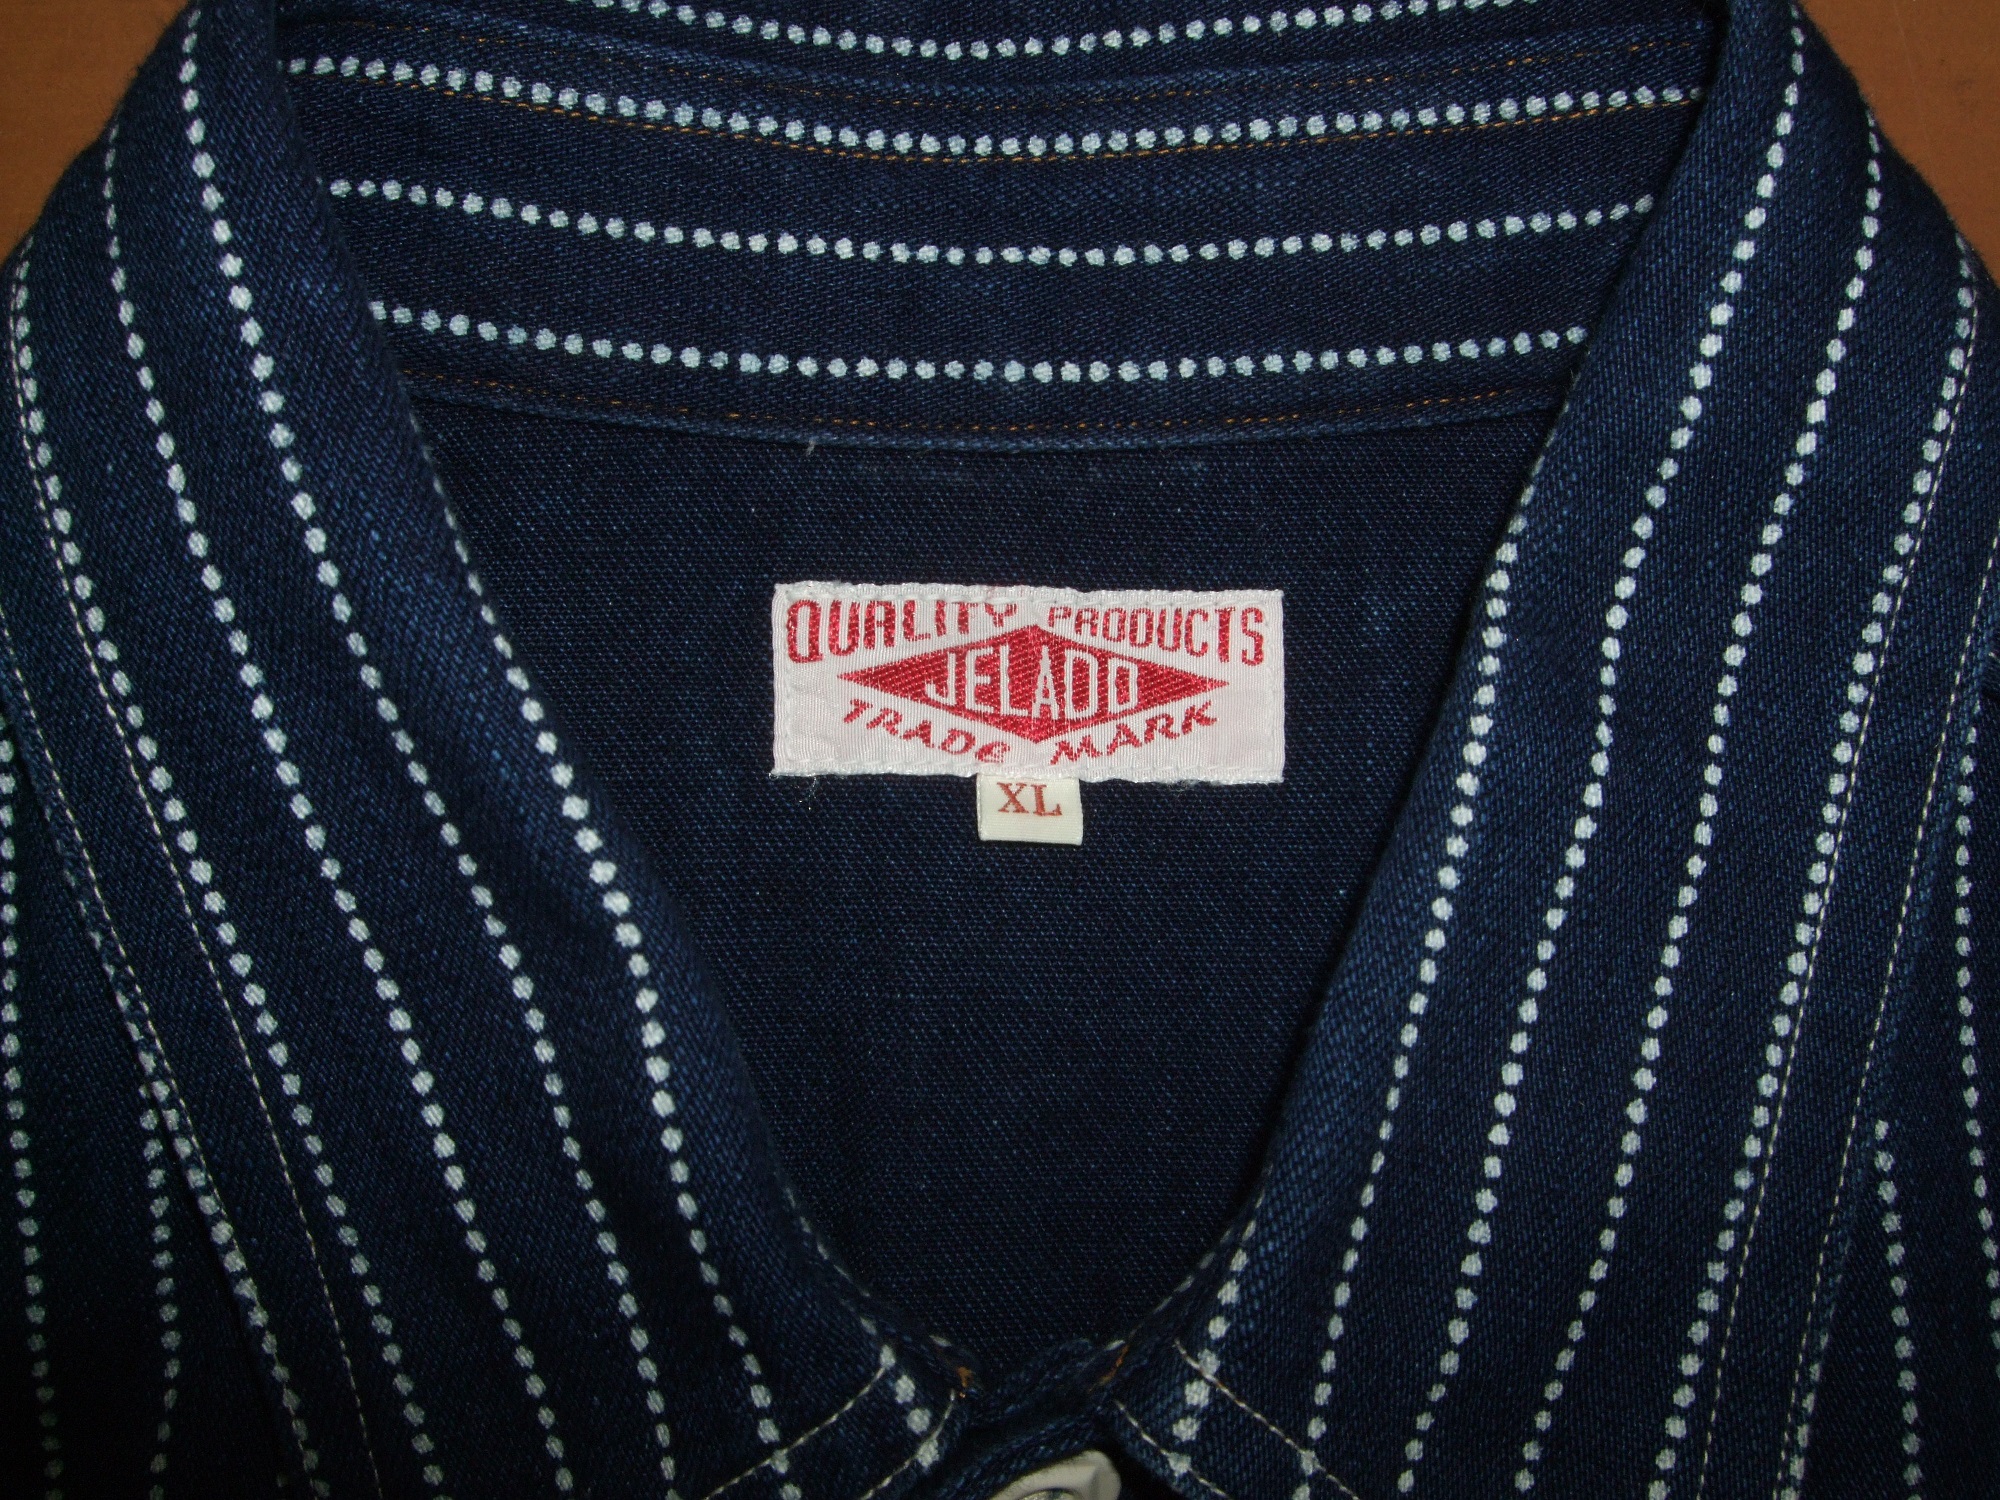 QUALITY PRODUCTS
JELADO
TRADE MARK
XL